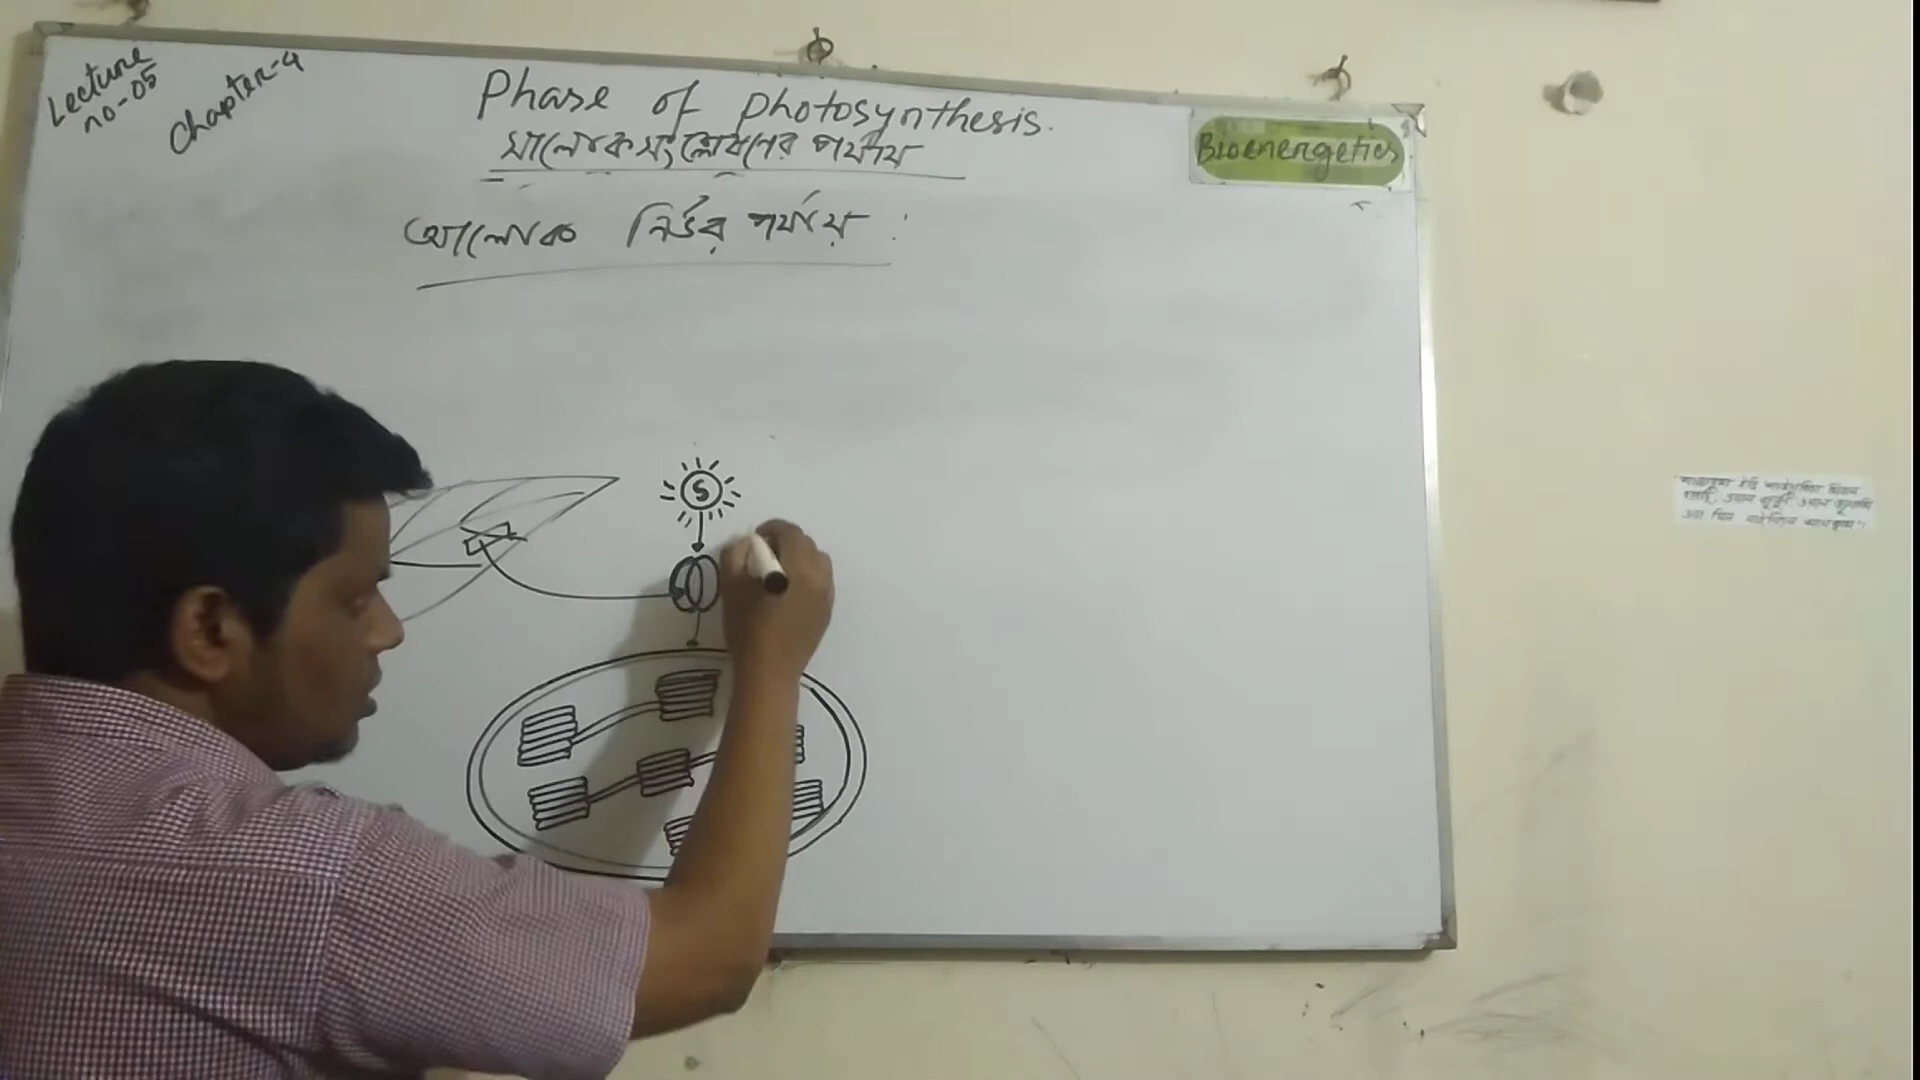 Lecture
no-05
Chapter-4
Phase of photosynthesis.
সালোকসংশ্লেষণের পর্যায়
Bioenergetics
আলোক নির্ভর পর্যায় :
S